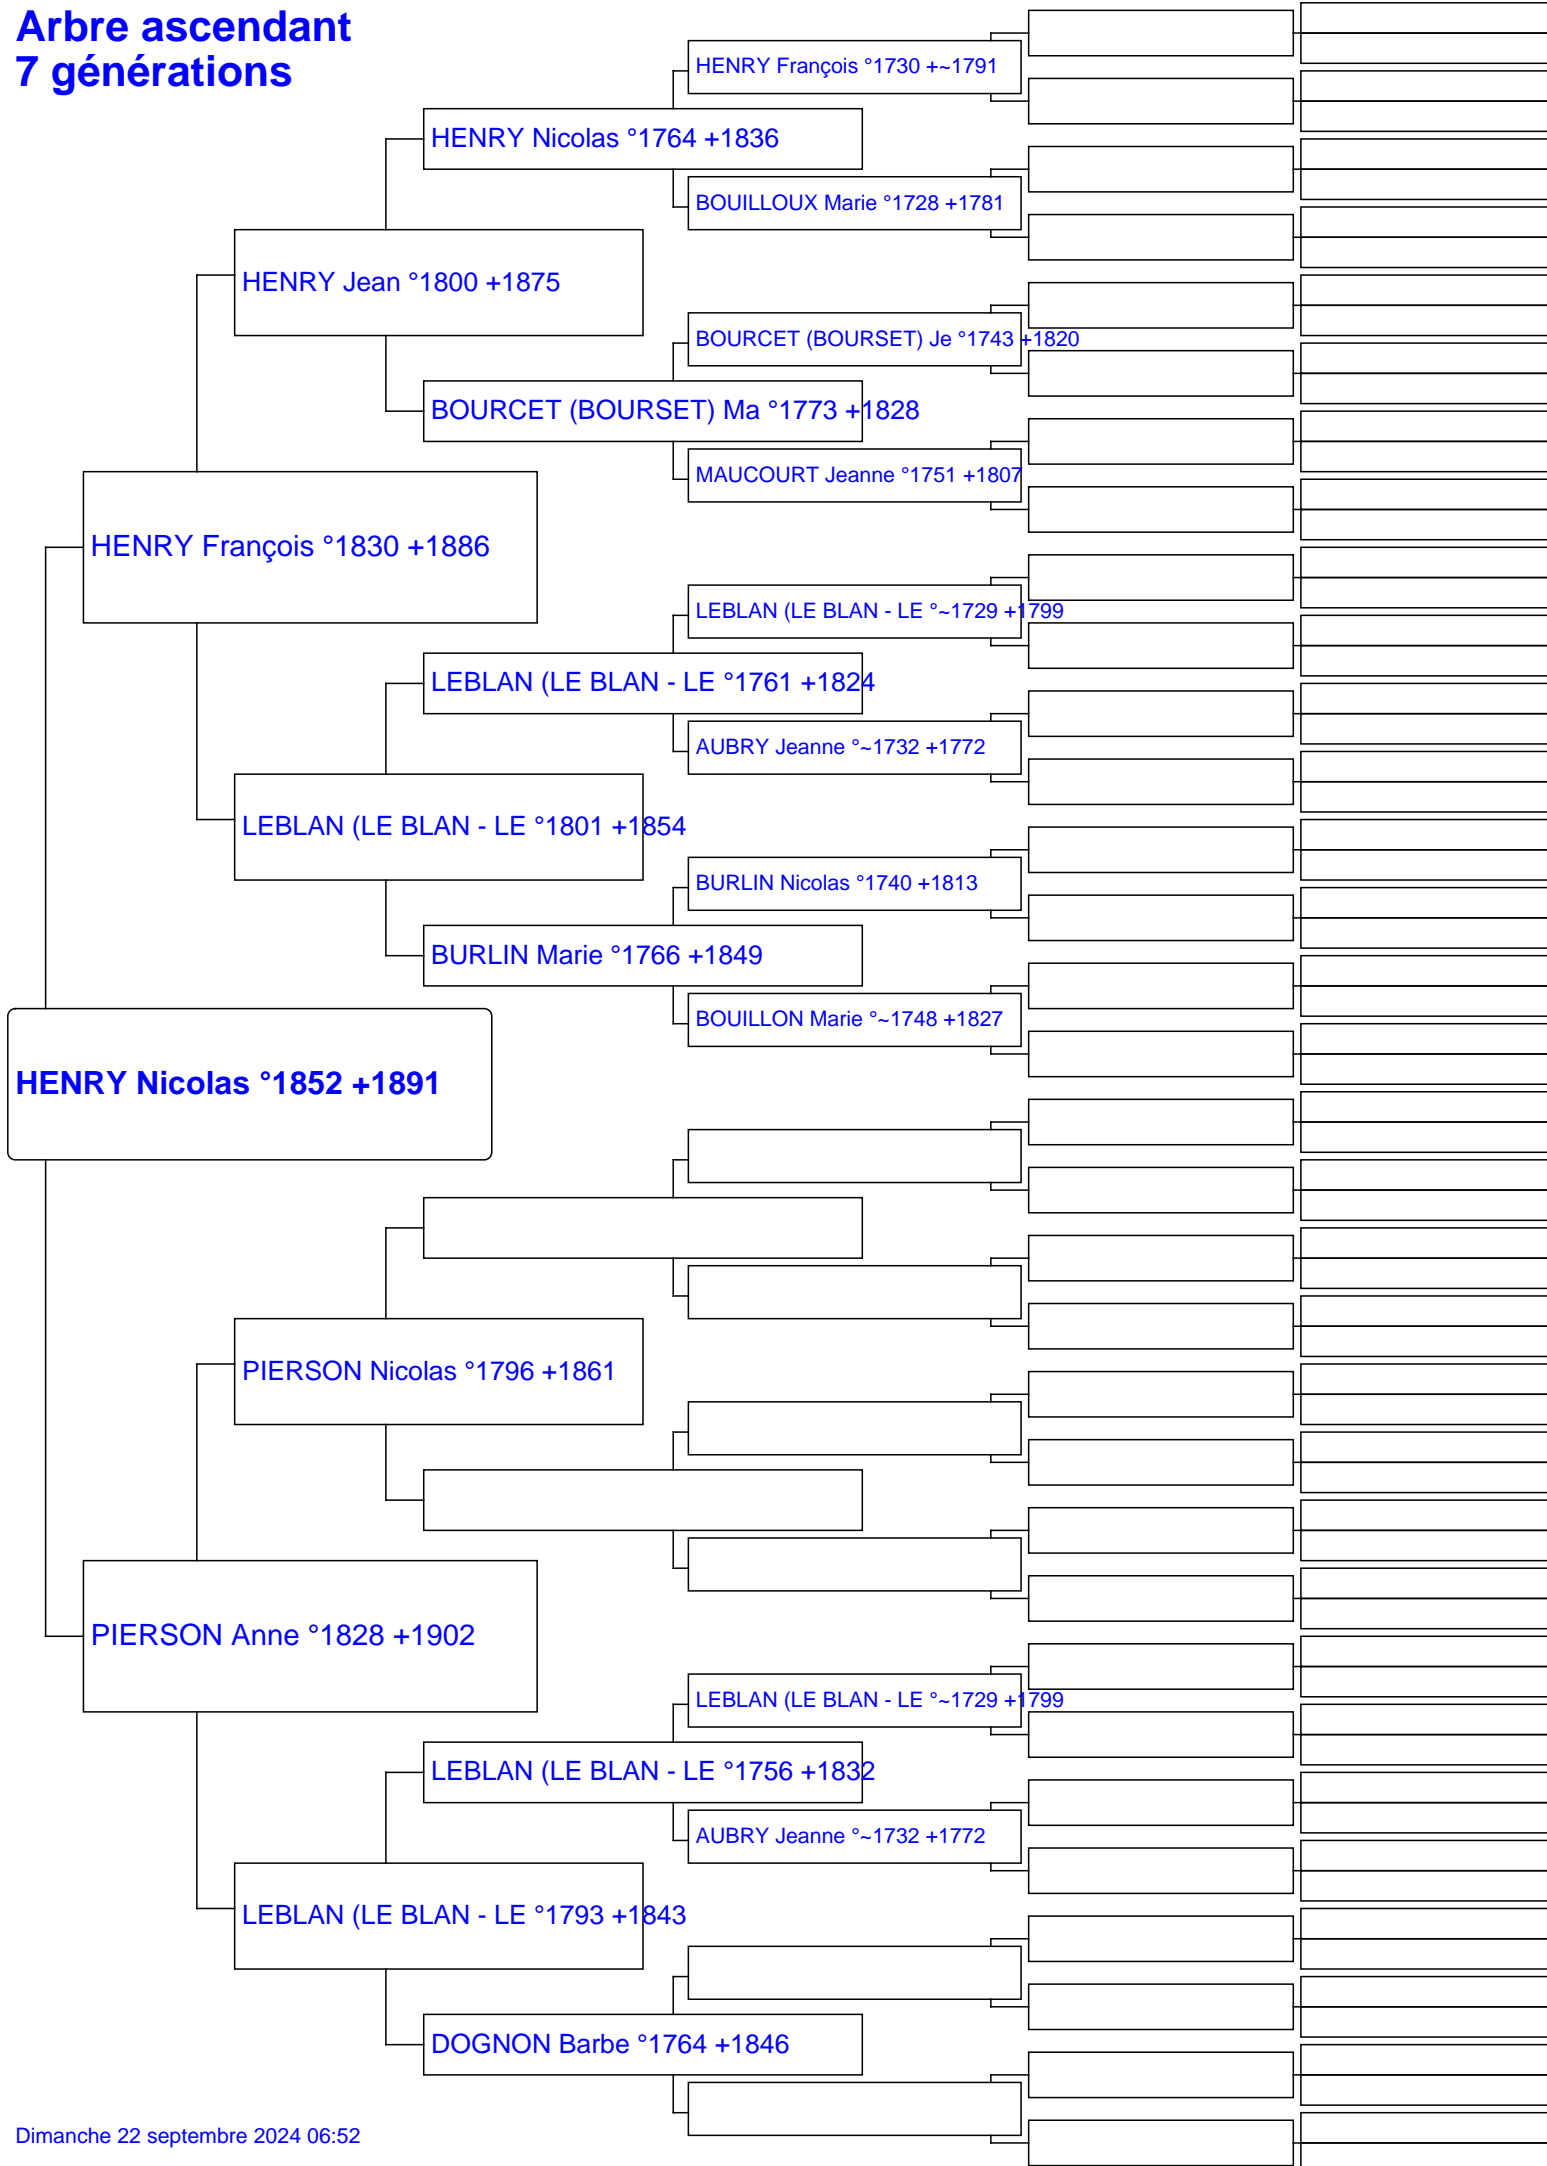 Arbre ascendant
7 générations
HENRY François °1730 +~1791
HENRY Nicolas °1764 +1836
BOUILLOUX Marie °1728 +1781
HENRY Jean °1800 +1875
BOURCET (BOURSET) Je °1743 +1820
BOURCET (BOURSET) Ma °1773 +1828
MAUCOURT Jeanne °1751 +1807
HENRY François °1830 +1886
LEBLAN (LE BLAN - LE °~1729 +1799
LEBLAN (LE BLAN - LE °1761 +1824
AUBRY Jeanne °~1732 +1772
LEBLAN (LE BLAN - LE °1801 +1854
BURLIN Nicolas °1740 +1813
BURLIN Marie °1766 +1849
BOUILLON Marie °~1748 +1827
HENRY Nicolas °1852 +1891
PIERSON Nicolas °1796 +1861
PIERSON Anne °1828 +1902
LEBLAN (LE BLAN - LE °~1729 +1799
LEBLAN (LE BLAN - LE °1756 +1832
AUBRY Jeanne °~1732 +1772
LEBLAN (LE BLAN - LE °1793 +1843
DOGNON Barbe °1764 +1846
Dimanche 22 septembre 2024 06:52